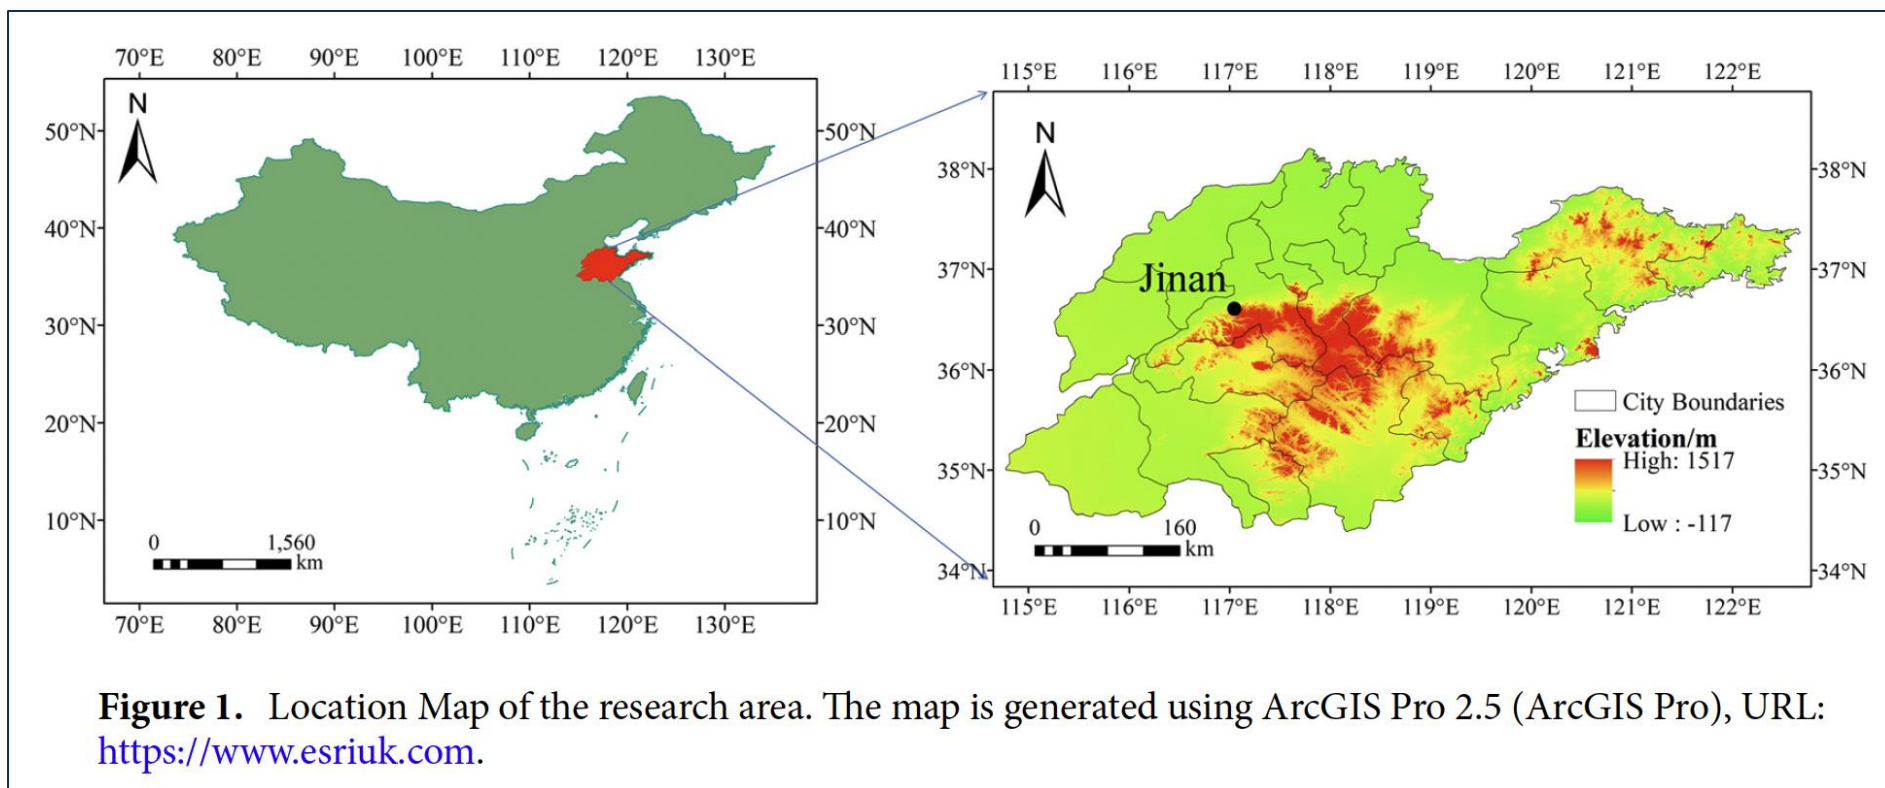 70°E 80°E 90°E 100°E 110°E 120°E 130°E
N
50°N 50°N
40°N 40°N
30°N 30°N
20°N 20°N
10°N 10°N
0 1,560
km
70°E 80°E 90°E 100°E 110°E 120°E 130°E
115°E 116°E 117°E 118°E 119°E 120°E 121°E 122°E
N
38°N 38°N
37°N 37°N
Jinan
36°N 36°N
City Boundaries
Elevation/m
High: 1517
35°N 35°N
Low : -117
0 160
km
34°N 34°N
115°E 116°E 117°E 118°E 119°E 120°E 121°E 122°E
Figure 1. Location Map of the research area. The map is generated using ArcGIS Pro 2.5 (ArcGIS Pro), URL:
https://www.esriuk.com.